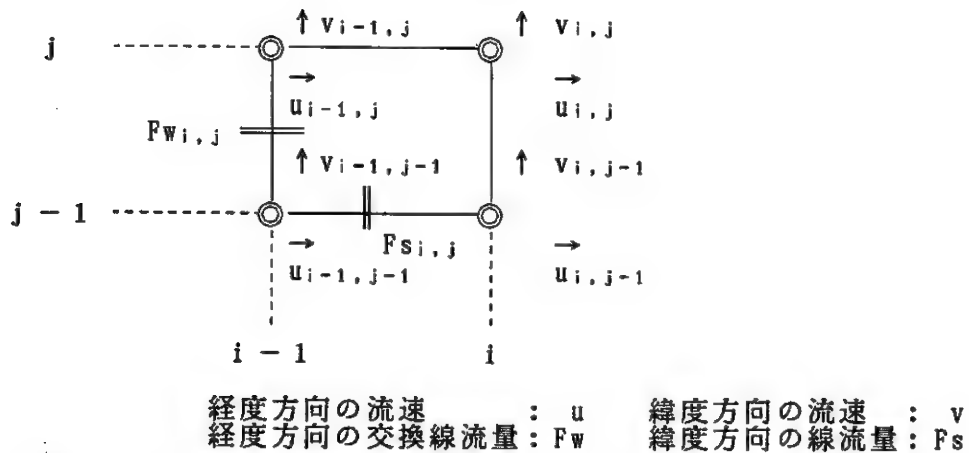 ↑ Vi-1,j ↑ Vi,j
j
→ →
ui-1,j ui,j
Fwi,j
↑ Vi-1,j-1 ↑ Vi,j-1
j - 1
→ Fsi,j →
ui-1,j-1 ui,j-1
i - 1 i
経度方向の流速 : u 緯度方向の流速 : v
経度方向の交換線流量 : Fw 緯度方向の線流量 : Fs